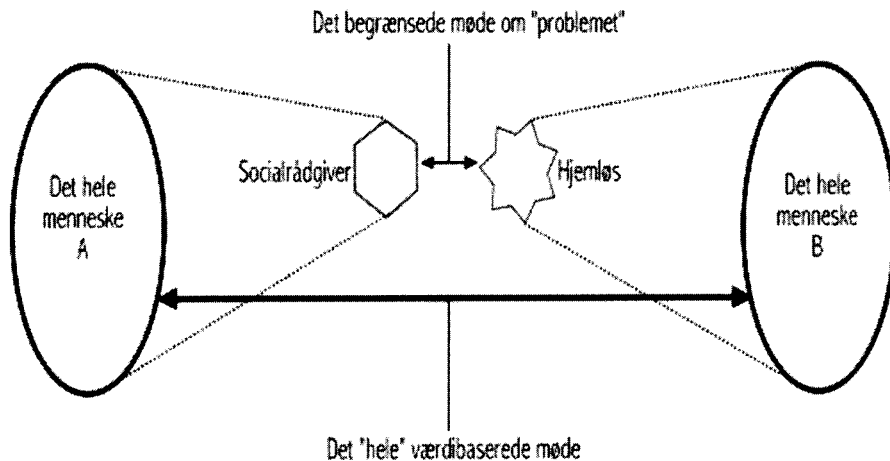 Det begrænsede møde om "problemet"
Socialrådgiver
Hjemløs
Det hele
menneske
A
Det hele
menneske
B
Det "hele" værdibaserede møde